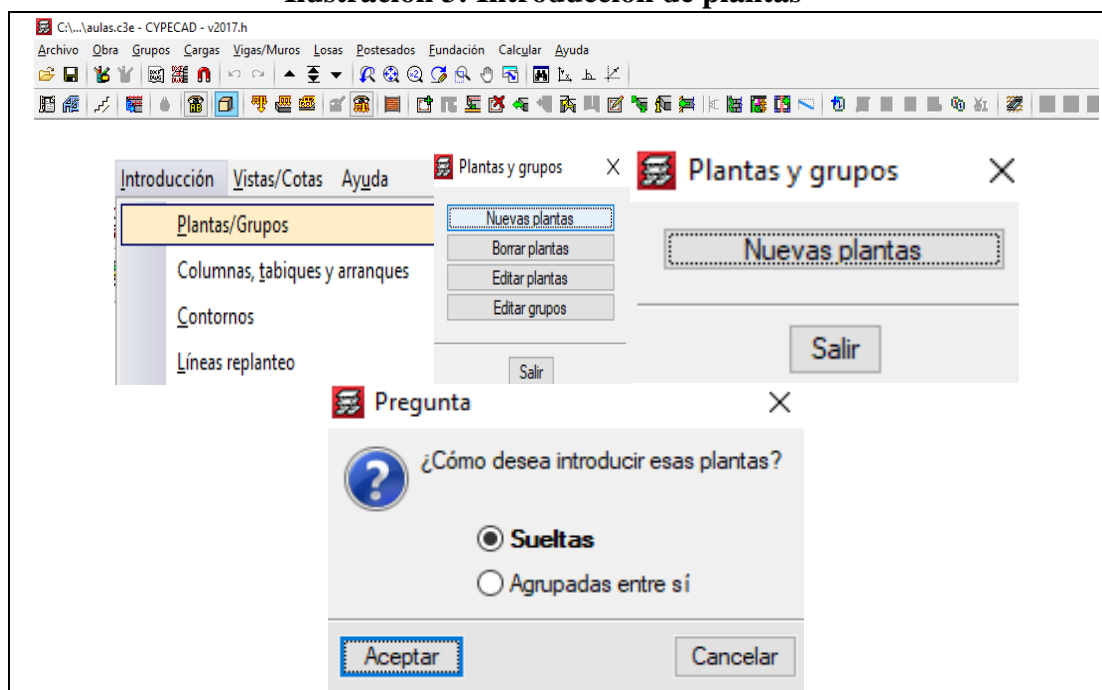 Ilustración 3: Introducción de plantas
C:\...\aulas.c3e - CYPECAD - v2017.h
Archivo Obra Grupos Cargas Vigas/Muros Losas Postesados Fundación Calcular Ayuda
Introducción Vistas/Cotas Ayuda
Plantas/Grupos
Columnas, tabiques y arranques
Contornos
Líneas replanteo
Plantas y grupos
Nuevas plantas
Borrar plantas
Editar plantas
Editar grupos
Salir
Plantas y grupos
Nuevas plantas
Salir
Pregunta
¿Cómo desea introducir esas plantas?
Sueltas
Agrupadas entre sí
Aceptar Cancelar